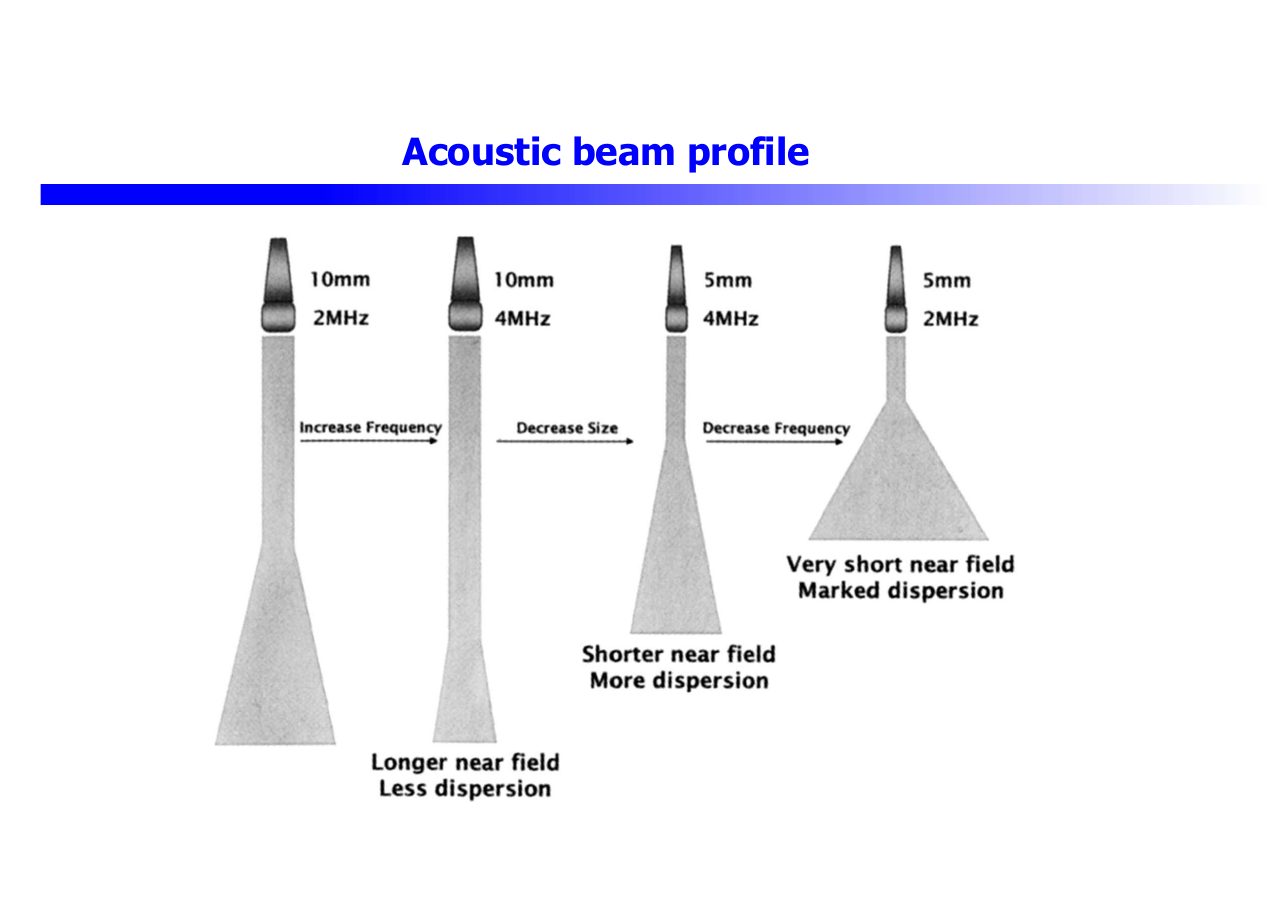 Acoustic beam profile
10mm
2MHz
10mm
4MHz
5mm
4MHz
5mm
2MHz
Increase Frequency
Decrease Size
Decrease Frequency
Very short near field
Marked dispersion
Shorter near field
More dispersion
Longer near field
Less dispersion